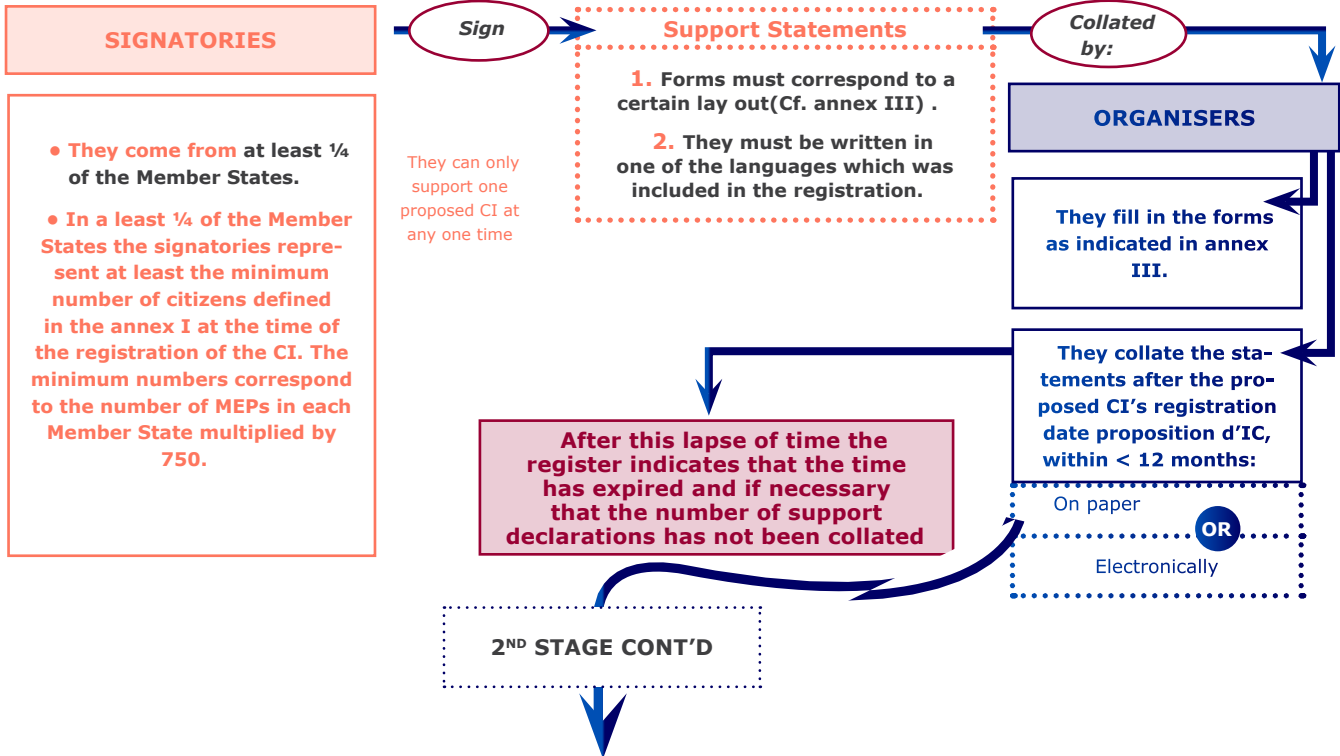 SIGNATORIES
• They come from at least ¼
of the Member States.
• In a least ¼ of the Member
States the signatories repre-
sent at least the minimum
number of citizens defined
in the annex I at the time of
the registration of the CI. The
minimum numbers correspond
to the number of MEPs in each
Member State multiplied by
750.
Sign
They can only
support one
proposed CI at
any one time
Support Statements
1. Forms must correspond to a
certain lay out(Cf. annex III) .
2. They must be written in
one of the languages which was
included in the registration.
Collated
by:
ORGANISERS
They fill in the forms
as indicated in annex
III.
They collate the sta-
tements after the pro-
posed CI’s registration
date proposition d’IC,
within < 12 months:
On paper
OR
Electronically
After this lapse of time the
register indicates that the time
has expired and if necessary
that the number of support
declarations has not been collated
2ND STAGE CONT’D